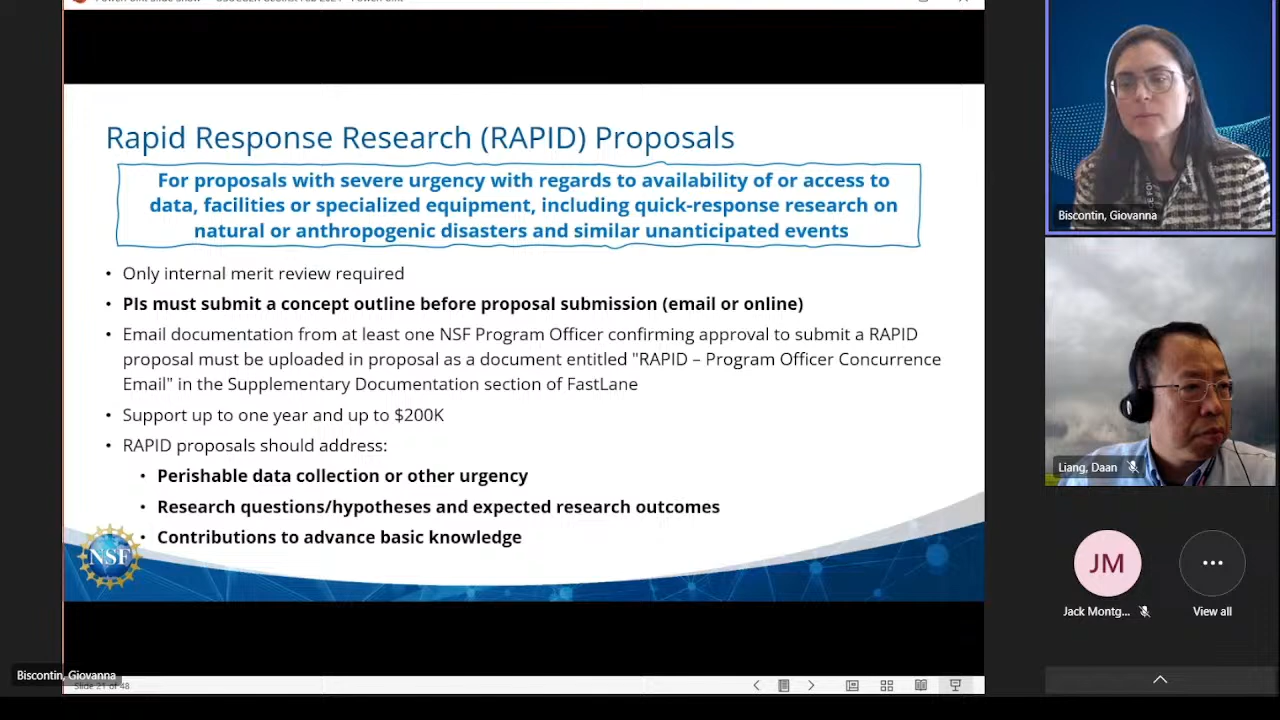 Rapid Response Research (RAPID) Proposals
For proposals with severe urgency with regards to availability of or access to
data, facilities or specialized equipment, including quick-response research on
natural or anthropogenic disasters and similar unanticipated events
• Only internal merit review required
• PIs must submit a concept outline before proposal submission (email or online)
• Email documentation from at least one NSF Program Officer confirming approval to submit a RAPID
proposal must be uploaded in proposal as a document entitled "RAPID – Program Officer Concurrence
Email" in the Supplementary Documentation section of FastLane
• Support up to one year and up to $200K
• RAPID proposals should address:
• Perishable data collection or other urgency
• Research questions/hypotheses and expected research outcomes
• Contributions to advance basic knowledge
NSF
Biscontin, Giovanna
Slide 21 of 48
Biscontin, Giovanna
Liang, Daan
JM
Jack Montg...
View all